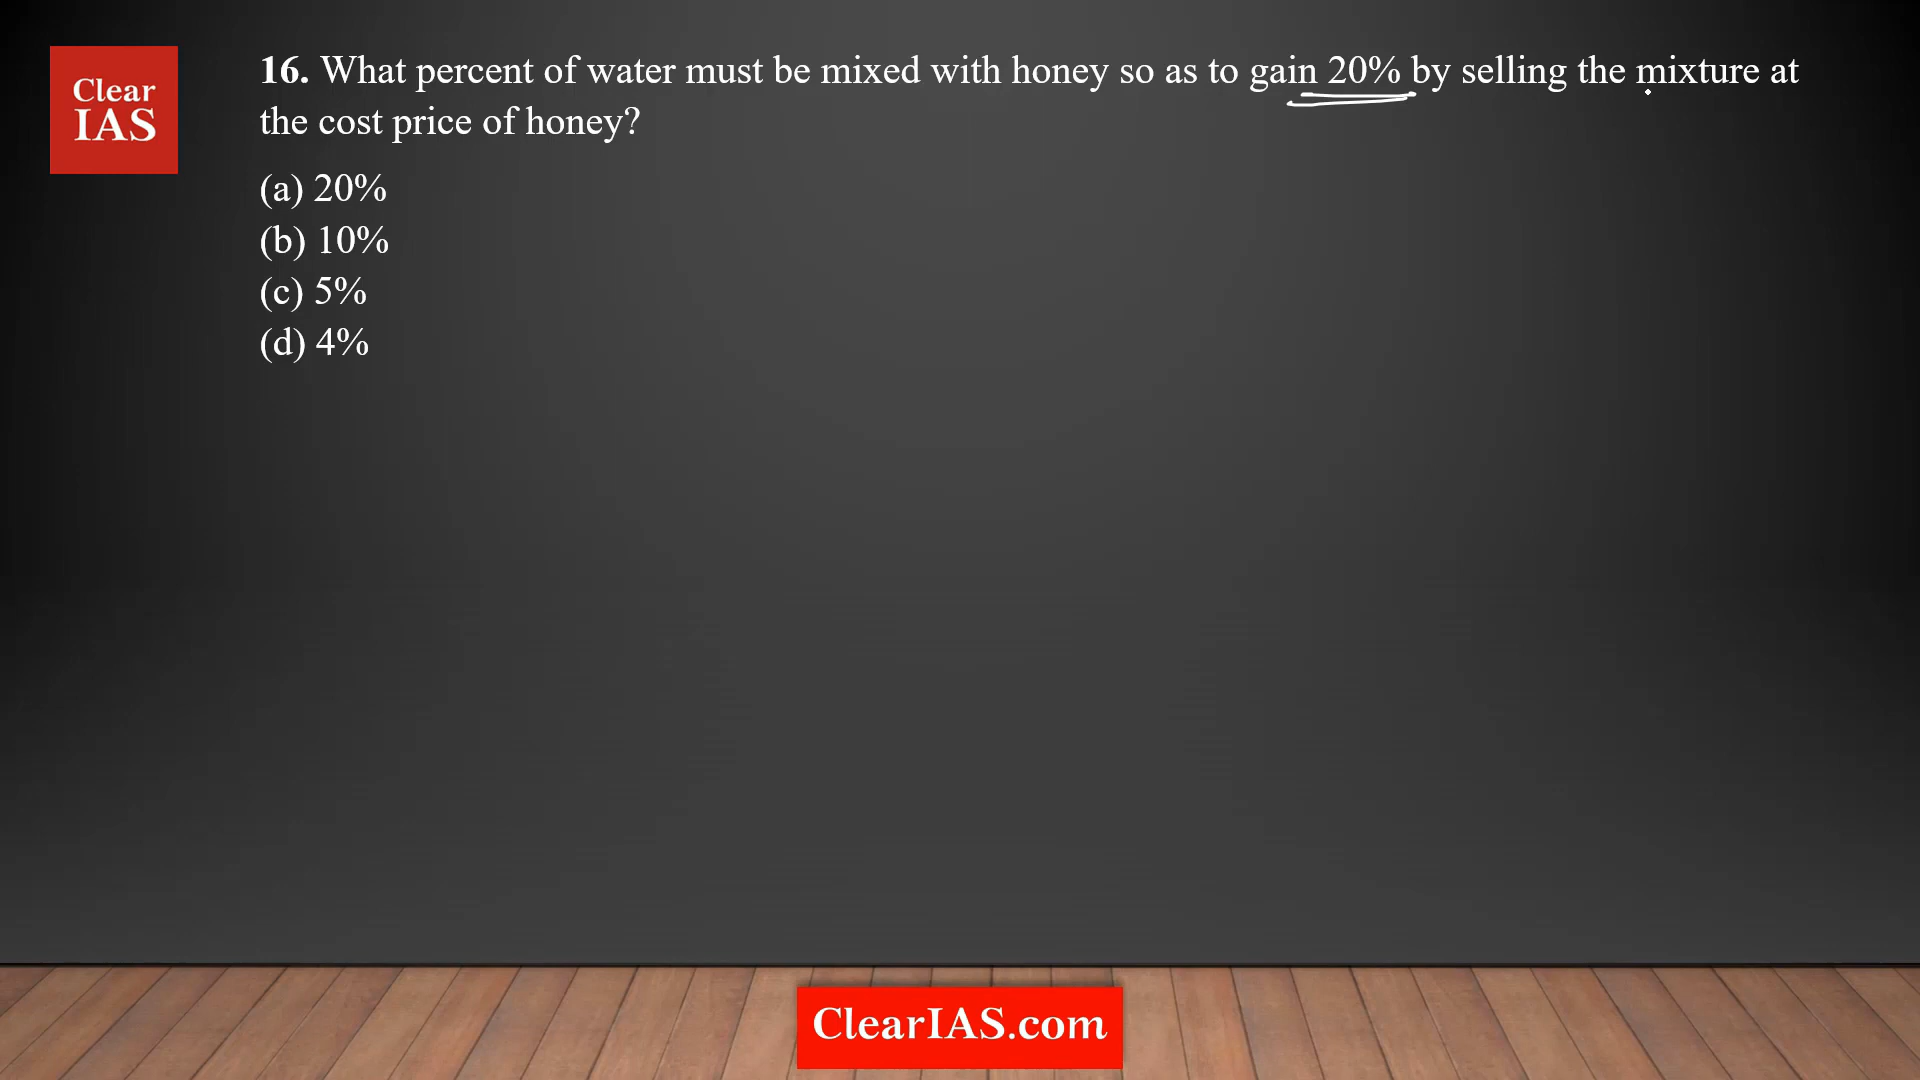 Clear
IAS
16. What percent of water must be mixed with honey so as to gain 20% by selling the mixture at
the cost price of honey?
(a) 20%
(b) 10%
(c) 5%
(d) 4%
ClearIAS.com